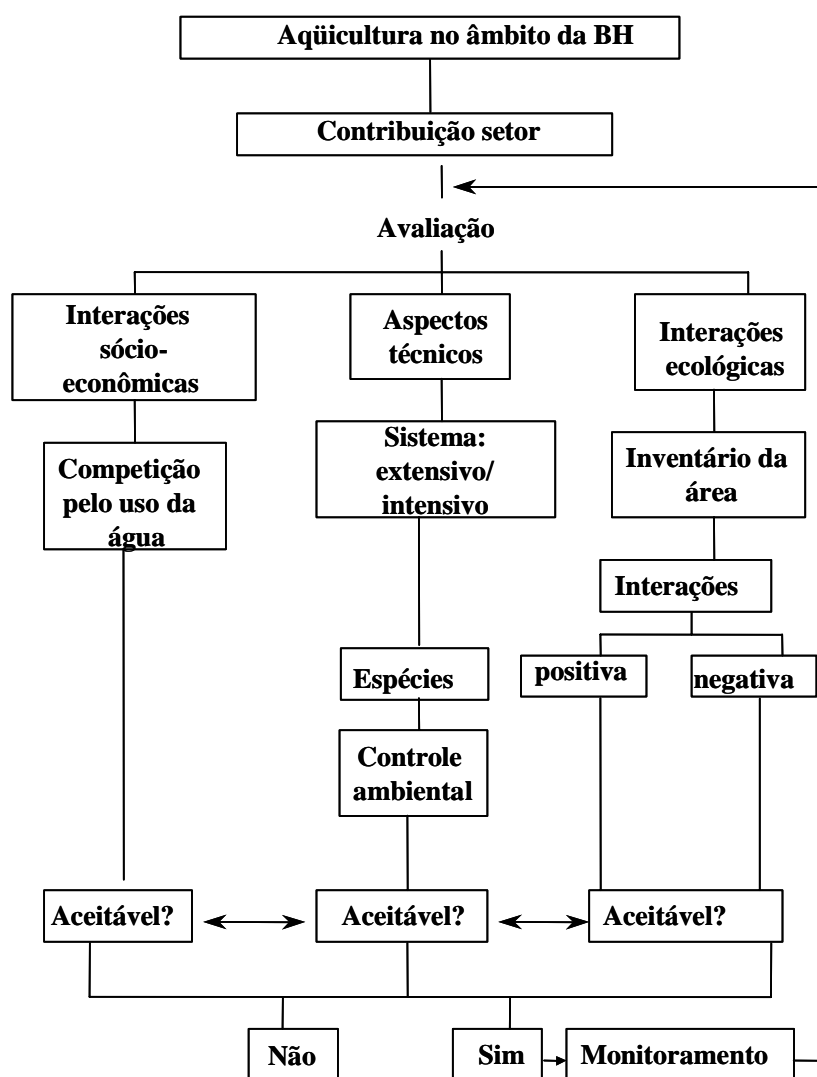 Aqüicultura no âmbito da BH
Contribuição setor
Avaliação
Interações
sócio-
econômicas
Aspectos
técnicos
Interações
ecológicas
Competição
pelo uso da
água
Sistema:
extensivo/
intensivo
Inventário da
área
Interações
Espécies
positiva
negativa
Controle
ambiental
Aceitável?
Aceitável?
Aceitável?
Não
Sim
Monitoramento